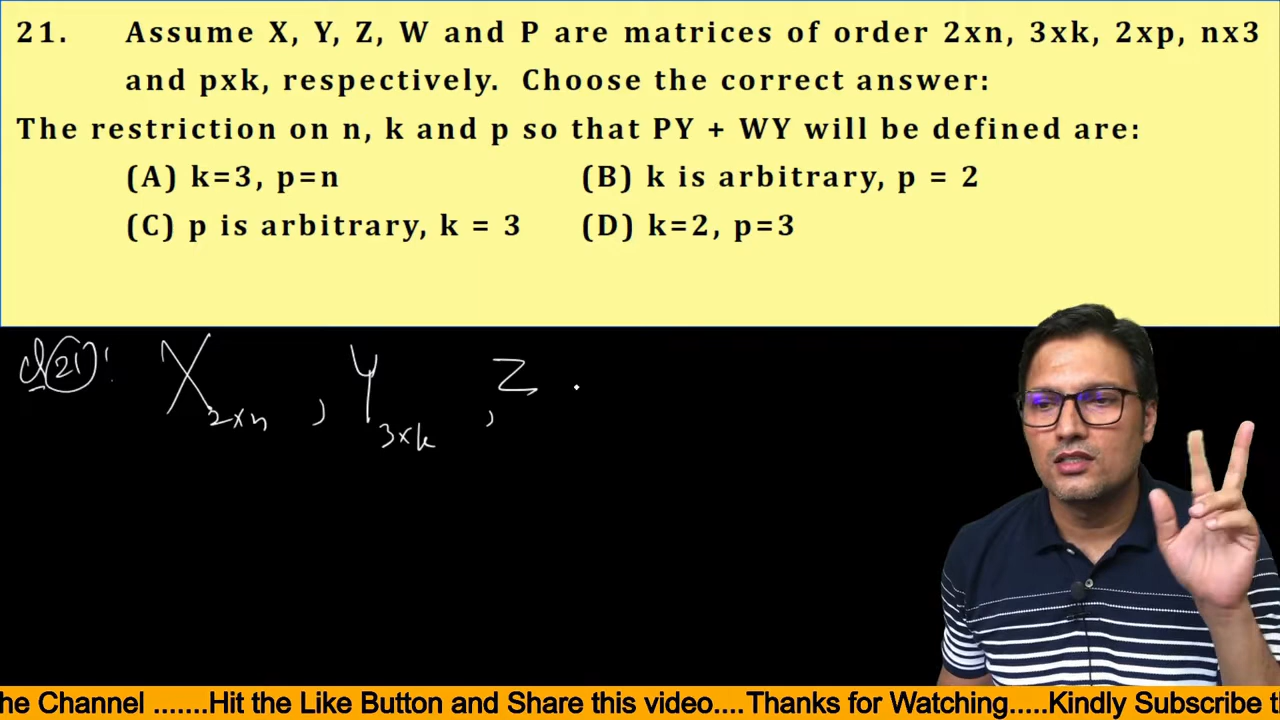 21. Assume X, Y, Z, W and P are matrices of order 2xn, 3xk, 2xp, nx3
and pxk, respectively. Choose the correct answer:
The restriction on n, k and p so that PY + WY will be defined are:
(A) k=3, p=n (B) k is arbitrary, p = 2
(C) p is arbitrary, k = 3 (D) k=2, p=3
21 X 2×n , Y 3×k , Z
he Channel .......Hit the Like Button and Share this video....Thanks for Watching.....Kindly Subscribe t